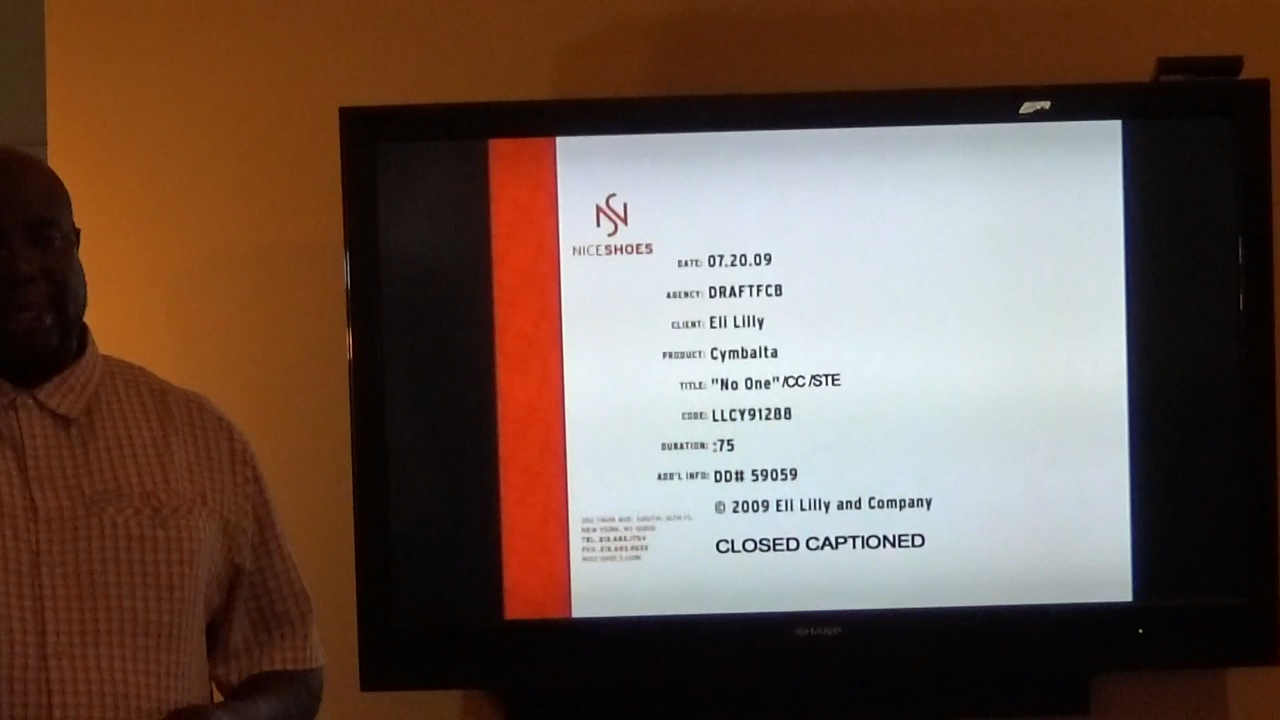 NICESHOES
DATE: 07.20.09
AGENCY: DRAFTFCB
CLIENT: Eli Lilly
PRODUCT: Cymbalta
TITLE: "No One" /CC /STE
CODE: LLCY91288
DURATION: :75
ADD'L INFO: DD# 59059
© 2009 Eli Lilly and Company
CLOSED CAPTIONED
SHARP